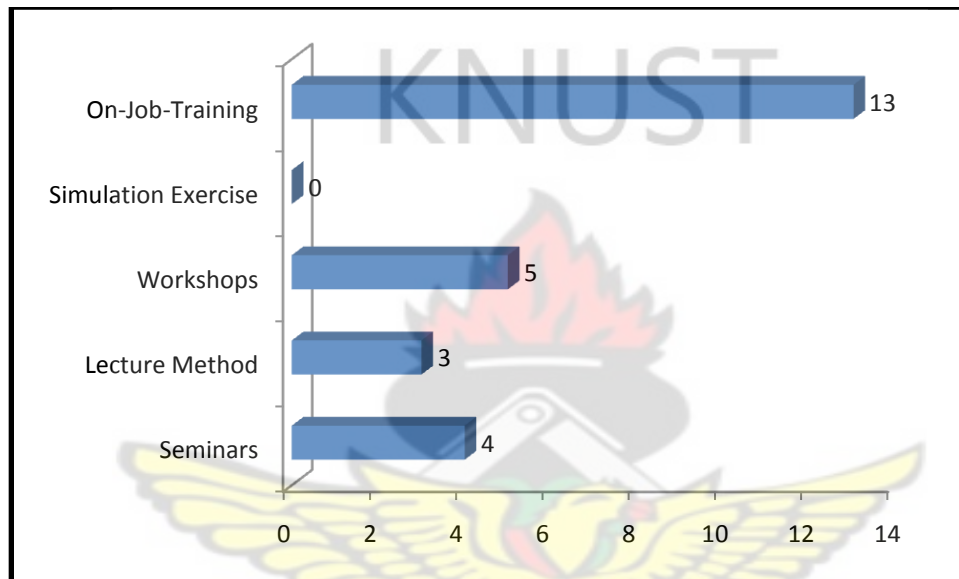 KNUST
On-Job-Training 13
Simulation Exercise 0
Workshops 5
Lecture Method 3
Seminars 4
0 2 4 6 8 10 12 14